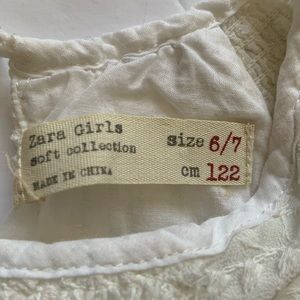 Zara Girls size 6/7
soft collection
MADE IN CHINA cm 122